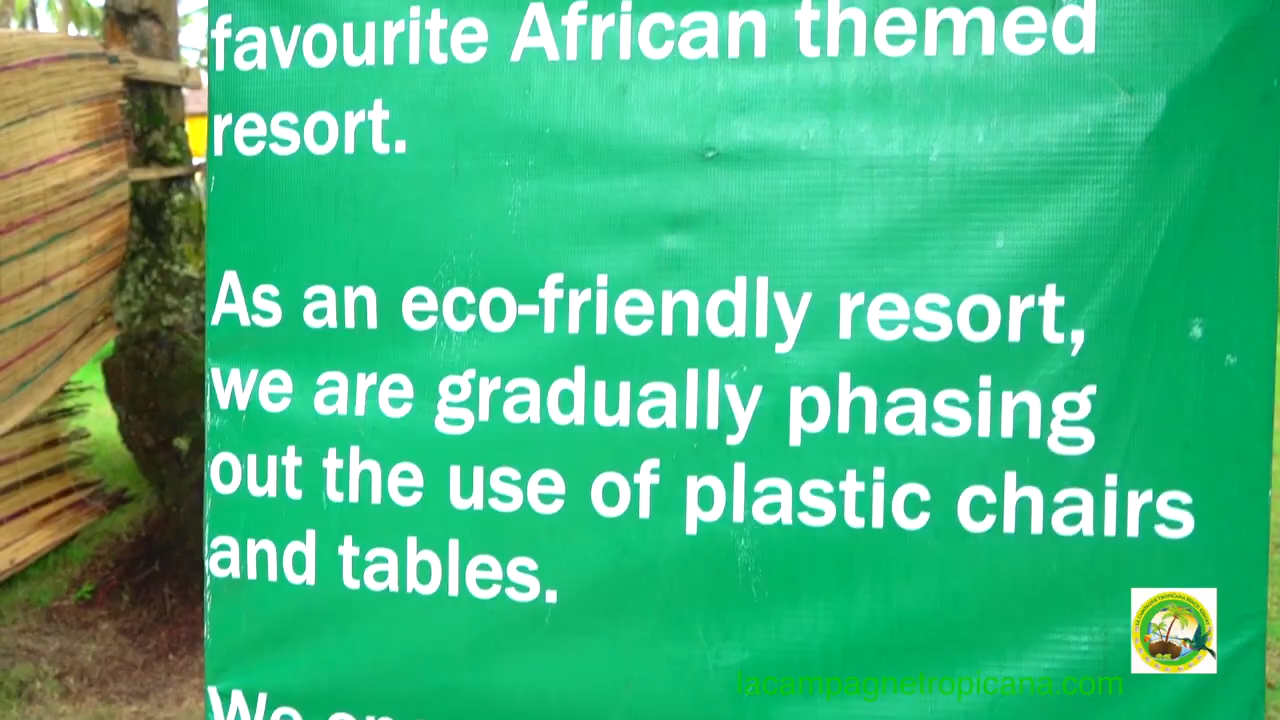 favourite African themed
resort.
As an eco-friendly resort,
we are gradually phasing
out the use of plastic chairs
and tables.
We
lacampagnetropicana.com